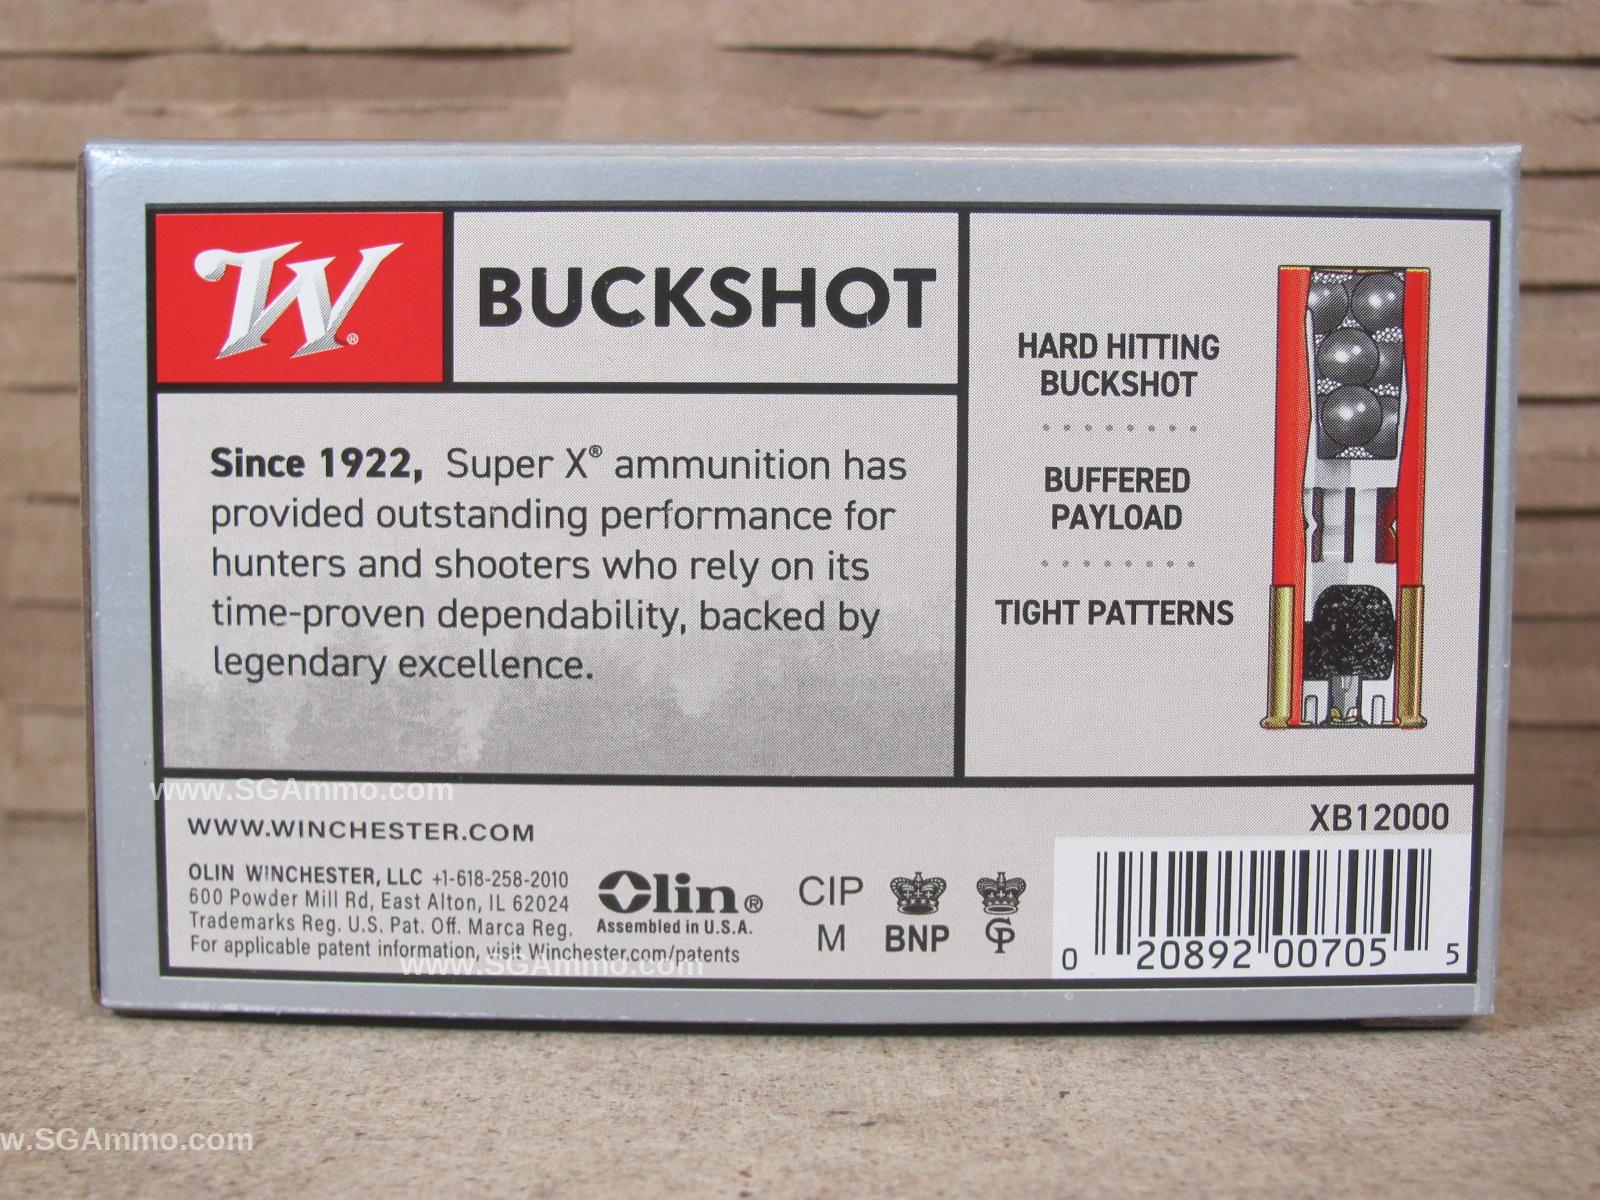 W®
BUCKSHOT
Since 1922, Super X® ammunition has
provided outstanding performance for
hunters and shooters who rely on its
time-proven dependability, backed by
legendary excellence.
HARD HITTING
BUCKSHOT
BUFFERED
PAYLOAD
TIGHT PATTERNS
www.SGAmmo.com
WWW.WINCHESTER.COM
OLIN WINCHESTER, LLC +1-618-258-2010
600 Powder Mill Rd, East Alton, IL 62024
Trademarks Reg. U.S. Pat. Off. Marca Reg.
For applicable patent information, visit Winchester.com/patents
Olin®
Assembled in U.S.A.
CIP
M
BNP
GP
XB12000
0 20892 00705 5
www.SGAmmo.com
w.SGAmmo.com